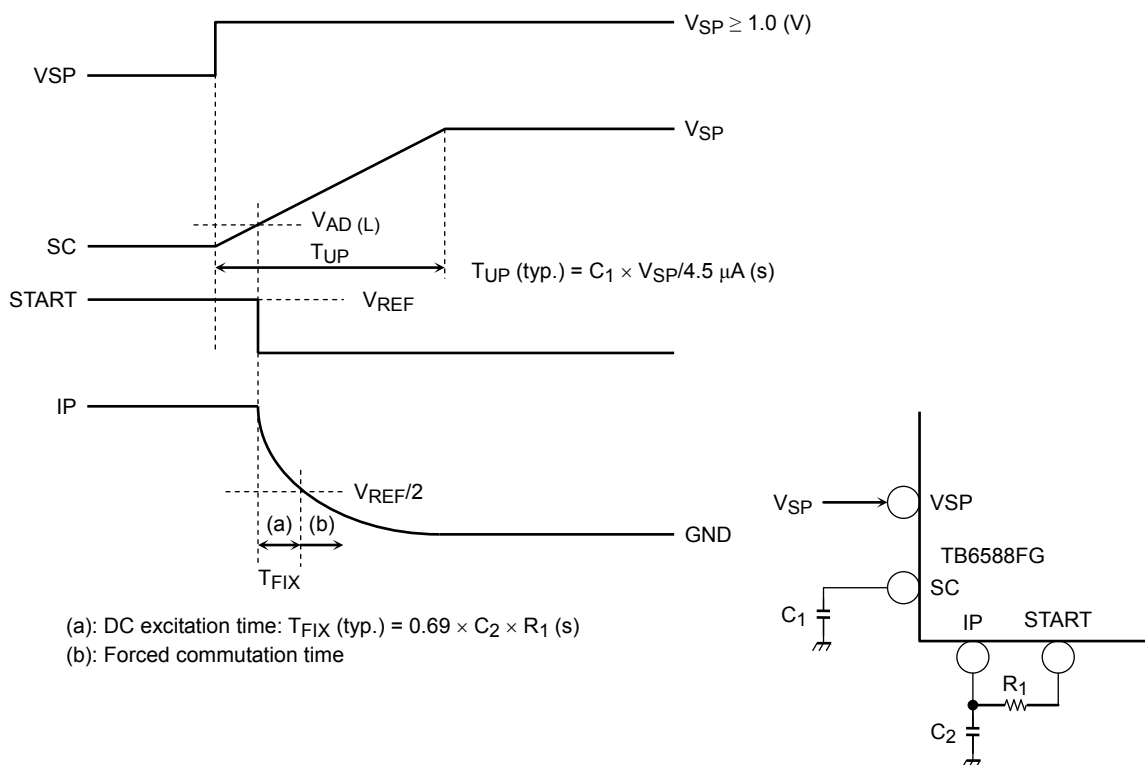 VSP
VSP ≥ 1.0 (V)
VSP
VAD (L)
SC
TUP
TUP (typ.) = C1 × VSP/4.5 μA (s)
START
VREF
IP
VREF/2
(a) (b)
GND
TFIX
(a): DC excitation time: TFIX (typ.) = 0.69 × C2 × R1 (s)
(b): Forced commutation time
VSP
VSP
TB6588FG
SC
C1
IP
START
R1
C2